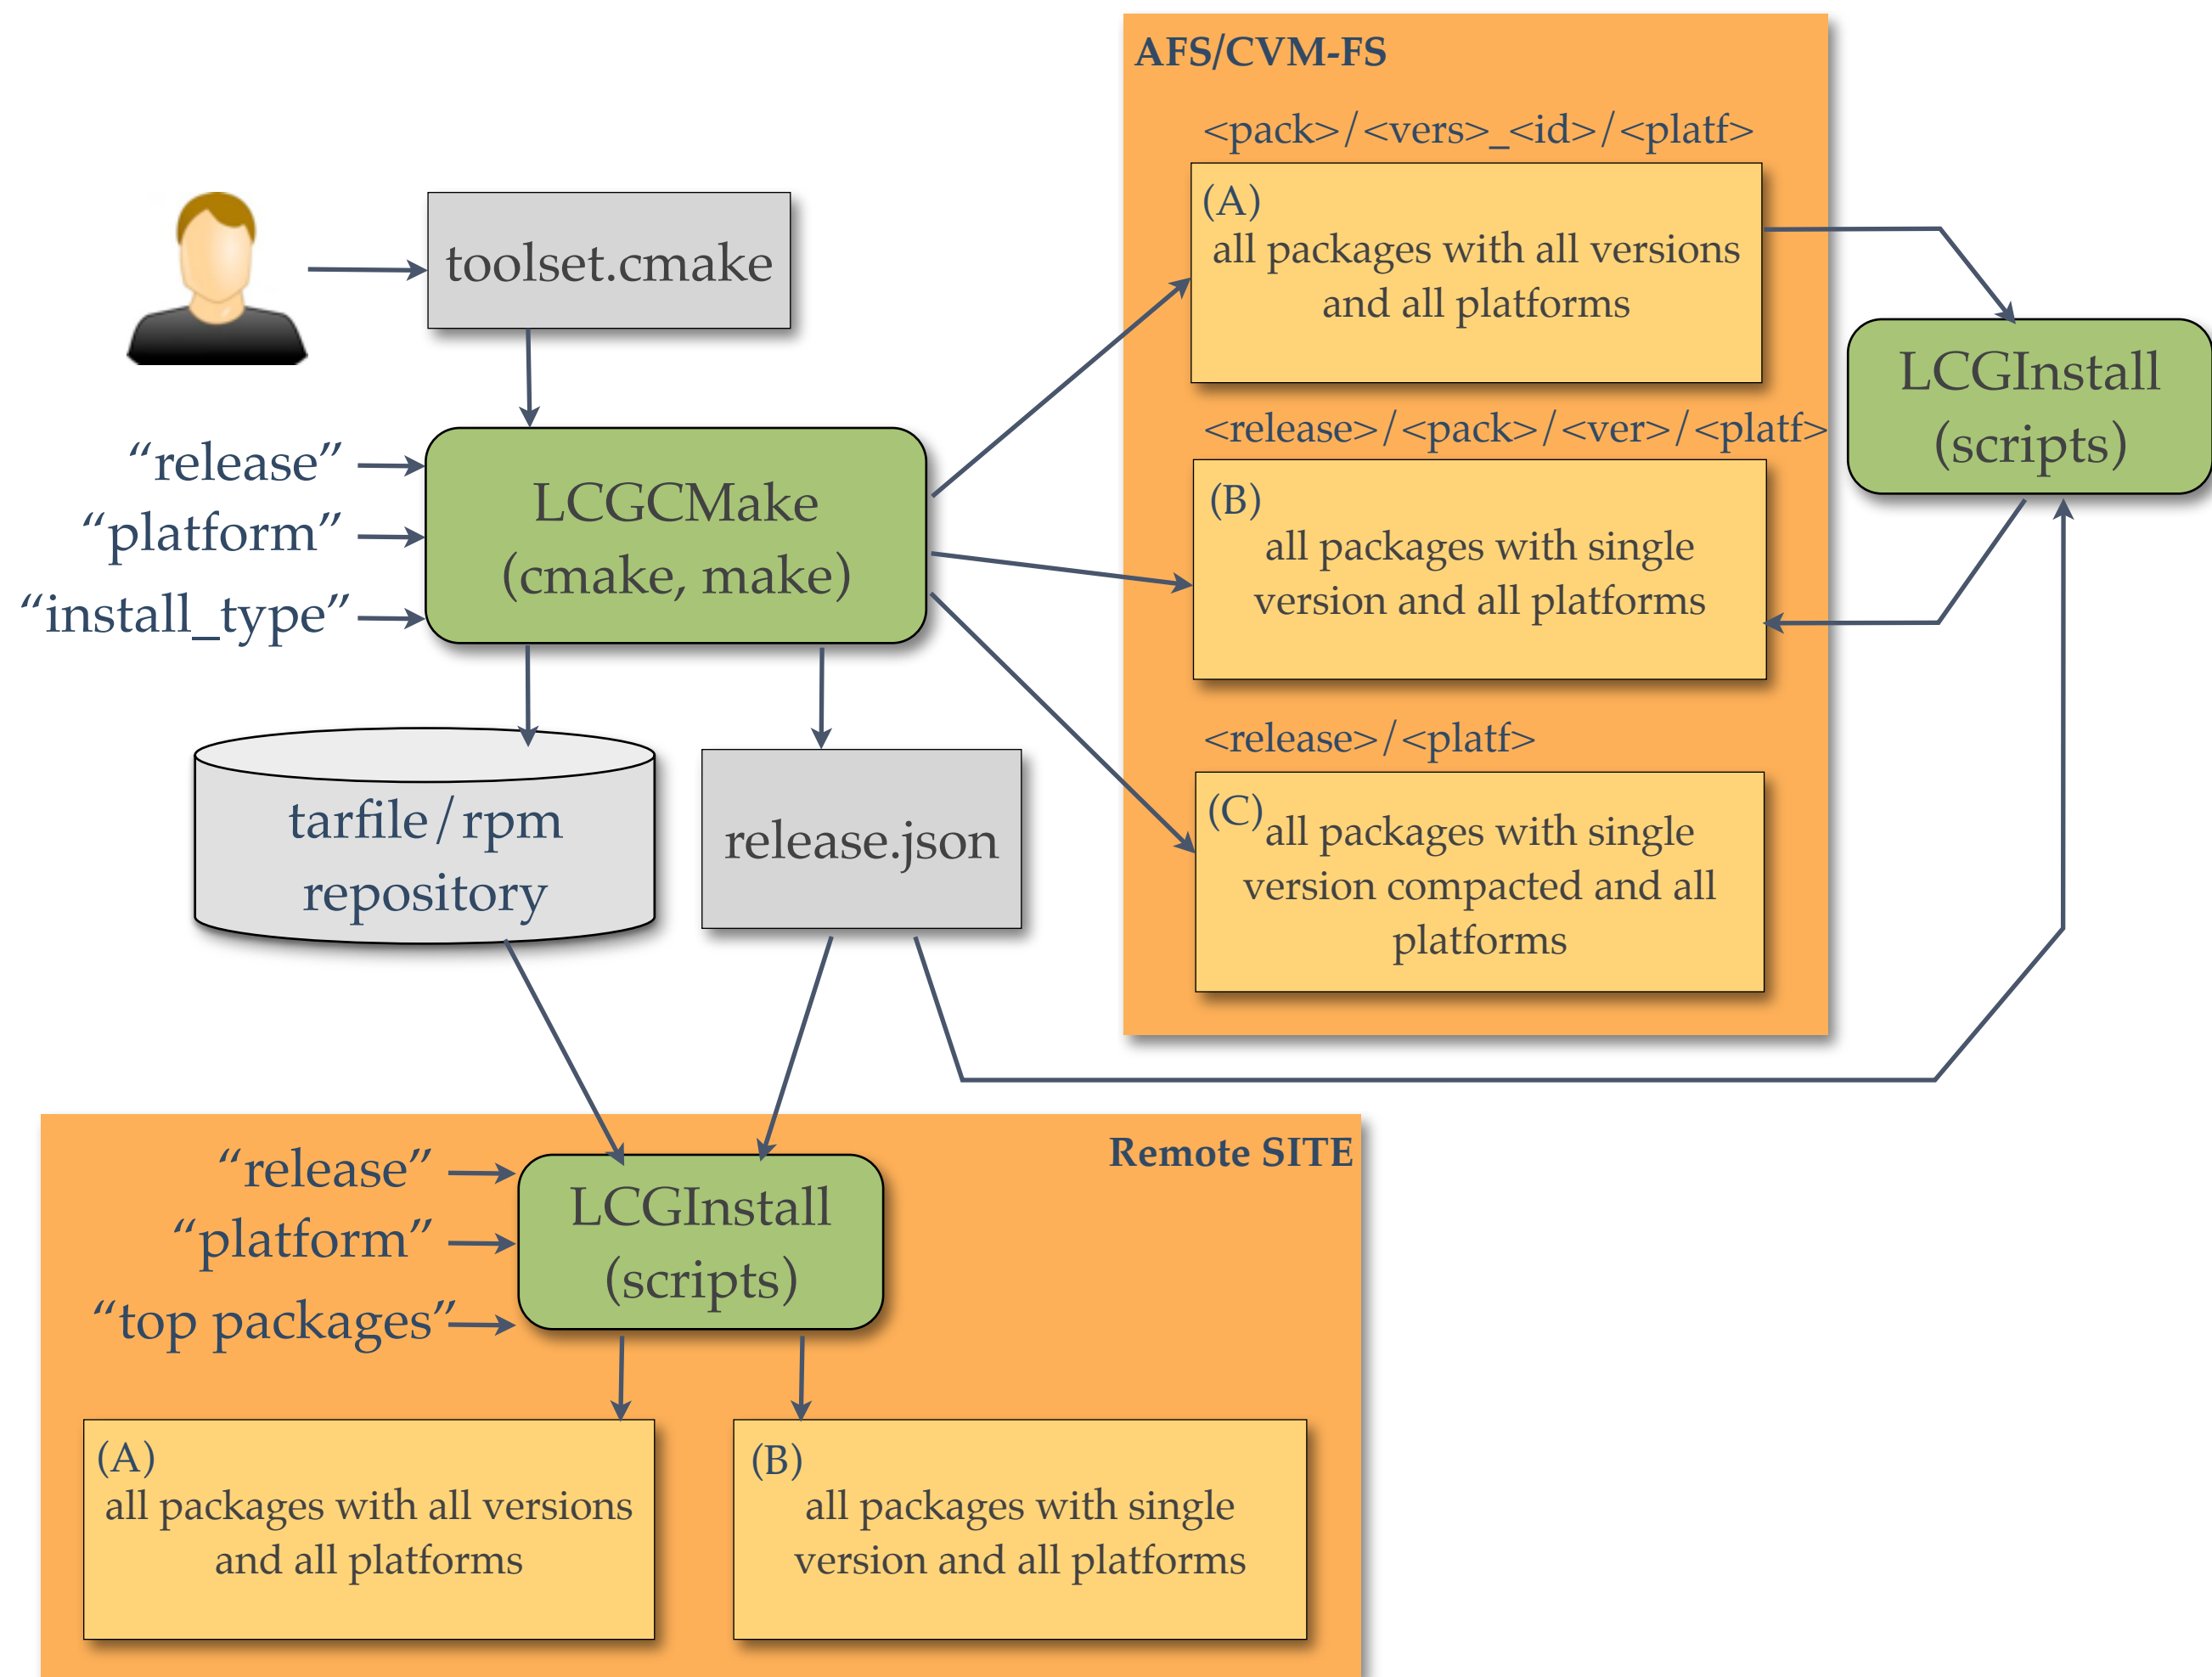 AFS/CVM-FS
<pack>/<vers>_<id>/<platf>
(A)
all packages with all versions
and all platforms
toolset.cmake
LCGInstall
(scripts)
<release>/<pack>/<ver>/<platf>
“release”
“platform”
“install_type”
LCGCMake
(cmake, make)
(B)
all packages with single
version and all platforms
<release>/<platf>
(C)
all packages with single
version compacted and all
platforms
tarfile/rpm
repository
release.json
Remote SITE
“release”
“platform”
“top packages”
LCGInstall
(scripts)
(A)
all packages with all versions
and all platforms
(B)
all packages with single
version and all platforms